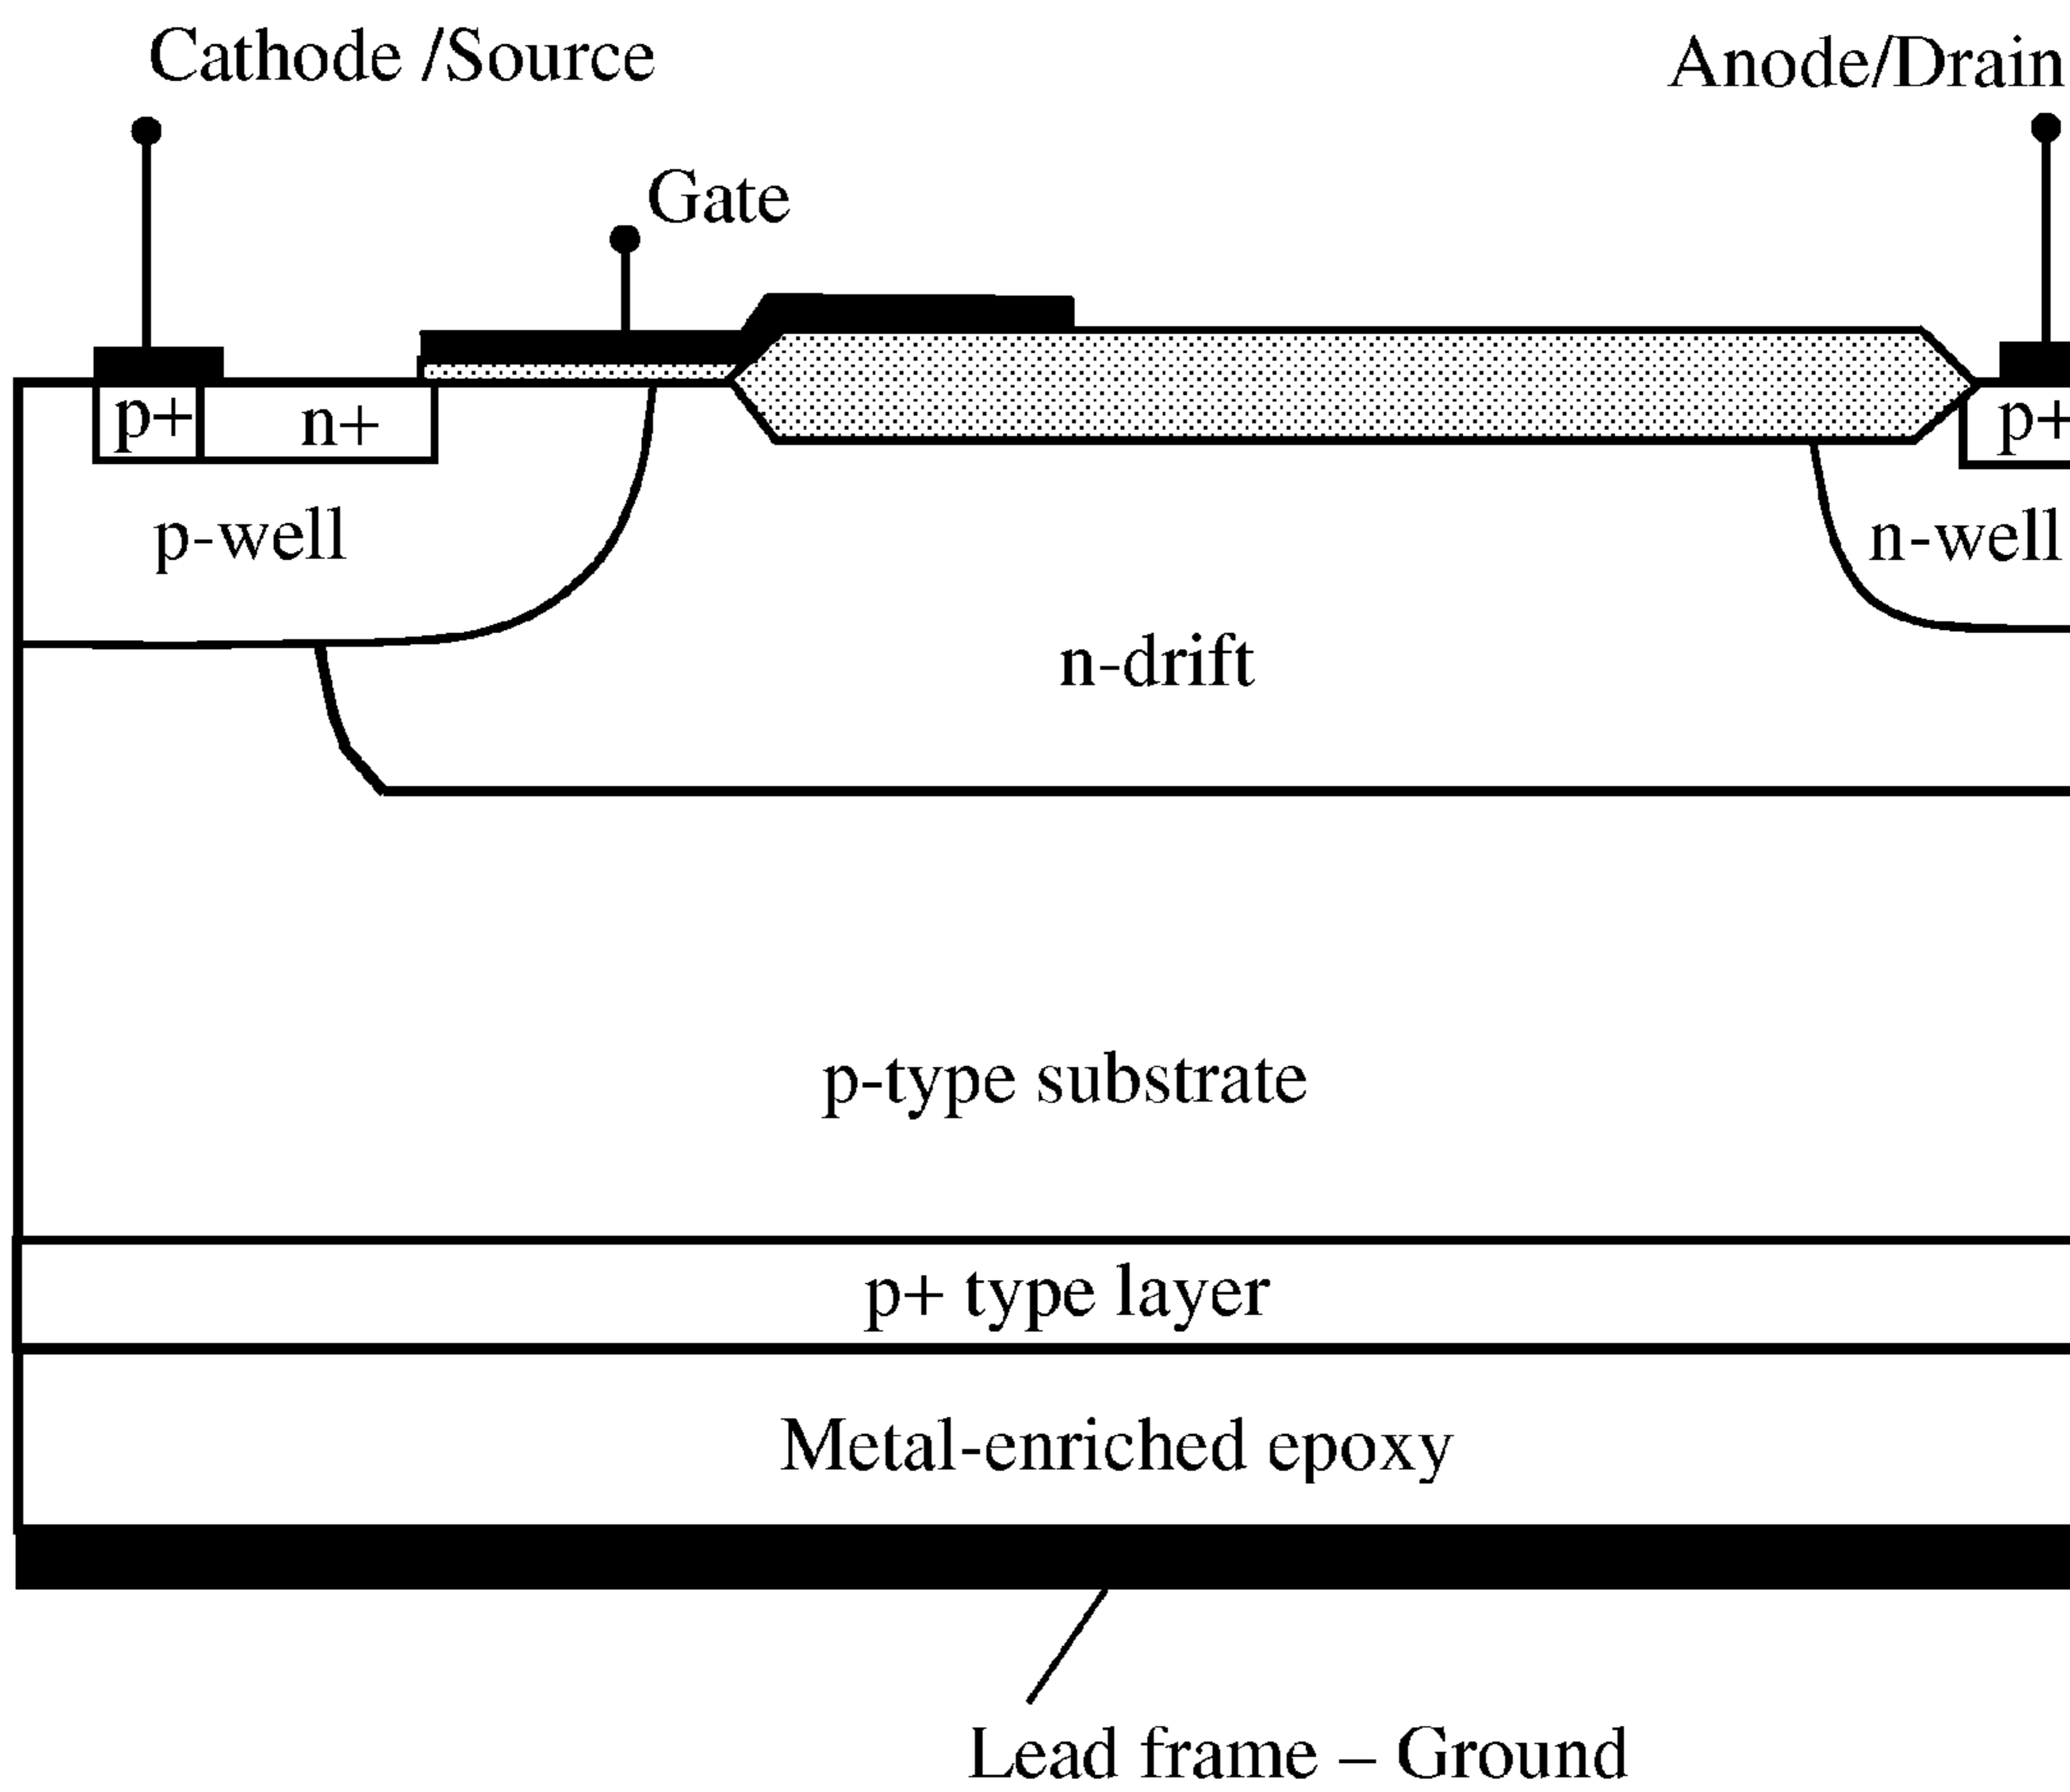 Cathode /Source
Anode/Drain
Gate
p+
n+
p+
p-well
n-well
n-drift
p-type substrate
p+ type layer
Metal-enriched epoxy
Lead frame – Ground